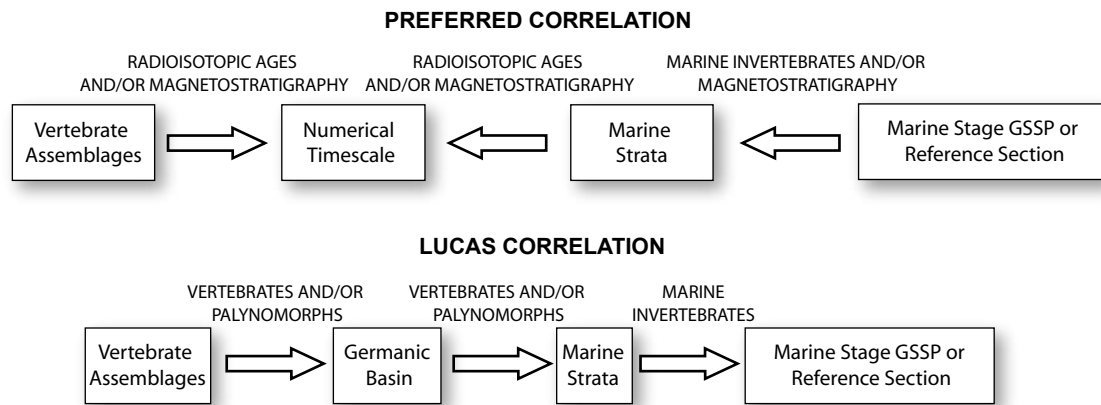 PREFERRED CORRELATION
RADIOISOTOPIC AGES
AND/OR MAGNETOSTRATIGRAPHY
RADIOISOTOPIC AGES
AND/OR MAGNETOSTRATIGRAPHY
MARINE INVERTEBRATES AND/OR
MAGNETOSTRATIGRAPHY
Vertebrate
Assemblages
Numerical
Timescale
Marine
Strata
Marine Stage GSSP or
Reference Section
LUCAS CORRELATION
VERTEBRATES AND/OR
PALYNOMORPHS
VERTEBRATES AND/OR
PALYNOMORPHS
MARINE
INVERTEBRATES
Vertebrate
Assemblages
Germanic
Basin
Marine
Strata
Marine Stage GSSP or
Reference Section